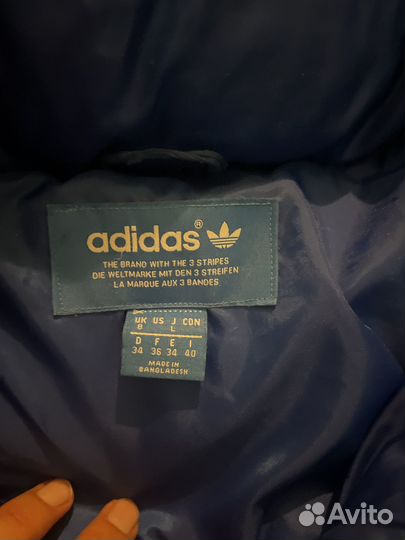 adidas®
THE BRAND WITH THE 3 STRIPES
DIE WELTMARKE MIT DEN 3 STREIFEN
LA MARQUE AUX 3 BANDES
UK US J CDN
8 L
D F E I
34 36 34 40
MADE IN
BANGLADESH
Avito